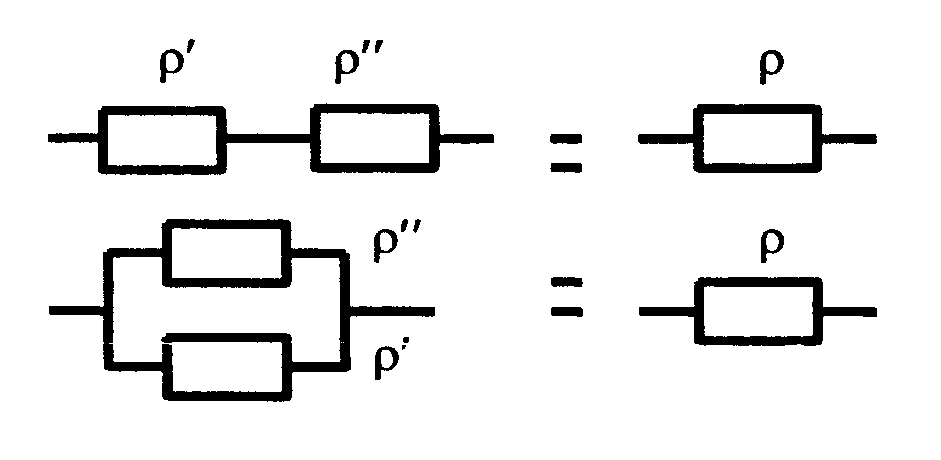 ρ′ ρ″ = ρ
ρ″ = ρ
ρ′